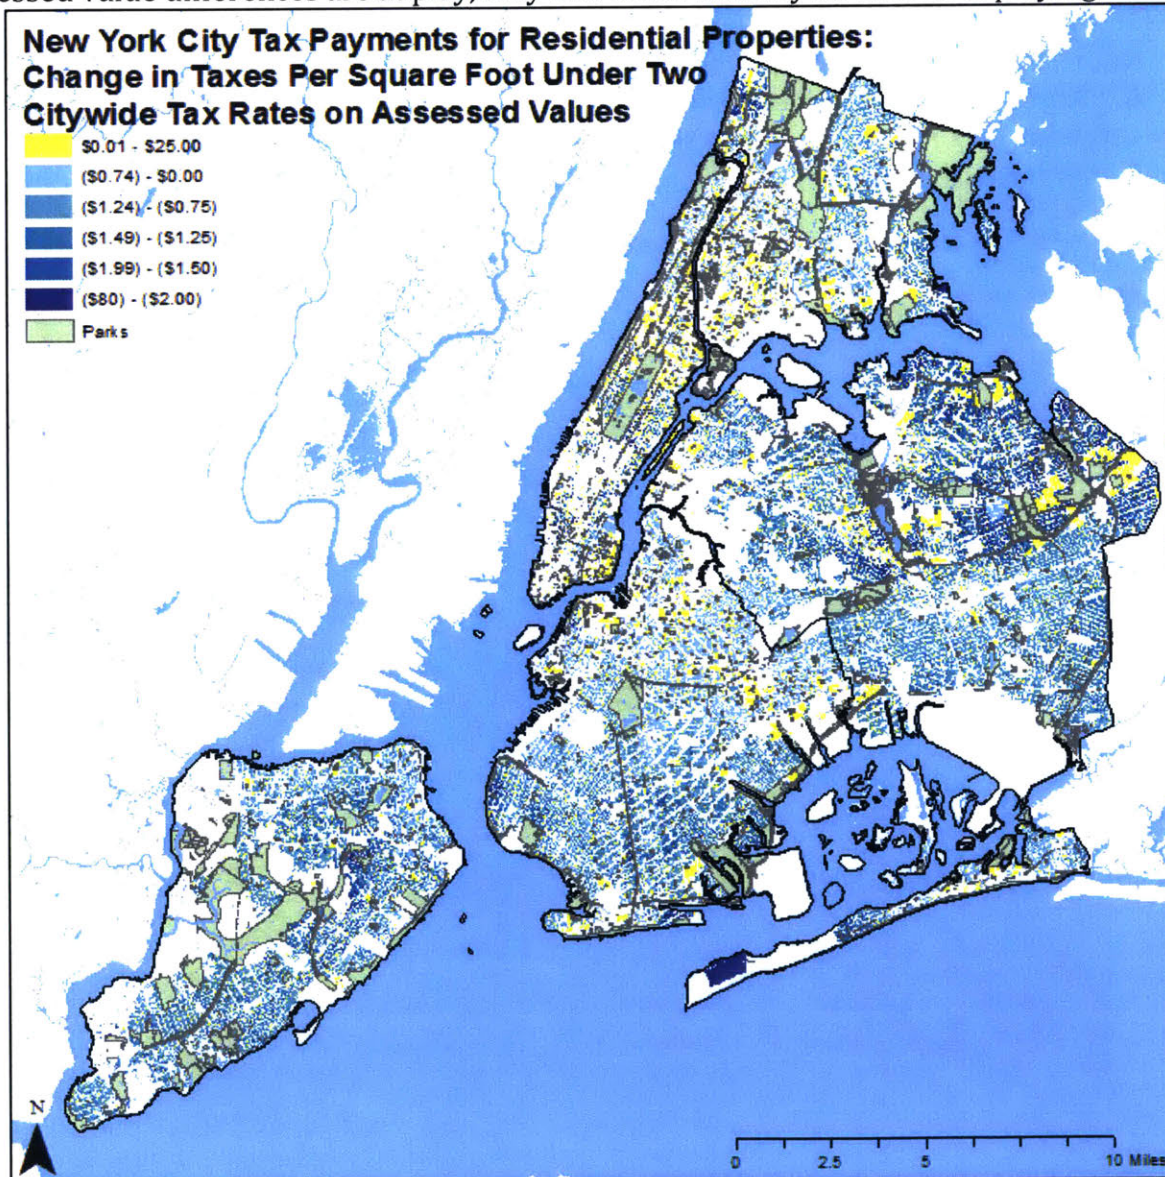 New York City Tax Payments for Residential Properties:
Change in Taxes Per Square Foot Under Two
Citywide Tax Rates on Assessed Values
$0.01 - $25.00
($0.74) - $0.00
($1.24) - ($0.75)
($1.49) - ($1.25)
($1.99) - ($1.50)
($80) - ($2.00)
Parks
N
0 2.5 5 10 Miles